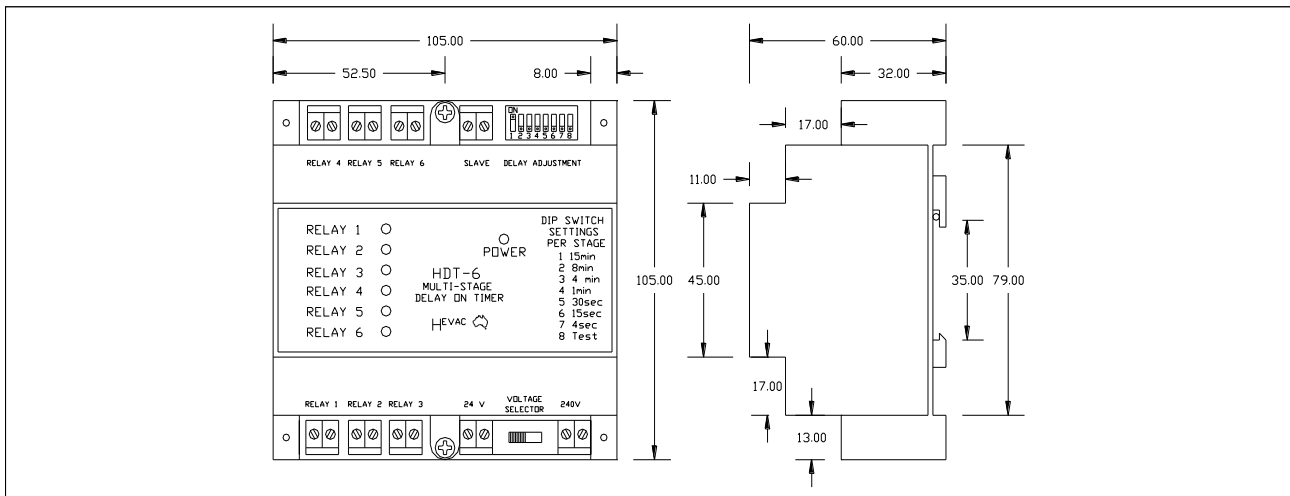 105.00
52.50
8.00
60.00
32.00
17.00
11.00
45.00
105.00
35.00
79.00
17.00
13.00
ON
1 2 3 4 5 6 7 8
RELAY 4 RELAY 5 RELAY 6 SLAVE DELAY ADJUSTMENT
RELAY 1
RELAY 2
RELAY 3
RELAY 4
RELAY 5
RELAY 6
POWER
HDT-6
MULTI-STAGE
DELAY ON TIMER
HEVAC
DIP SWITCH
SETTINGS
PER STAGE
1 15min
2 8min
3 4 min
4 1min
5 30sec
6 15sec
7 4sec
8 Test
RELAY 1 RELAY 2 RELAY 3 24 V VOLTAGE
SELECTOR 240V